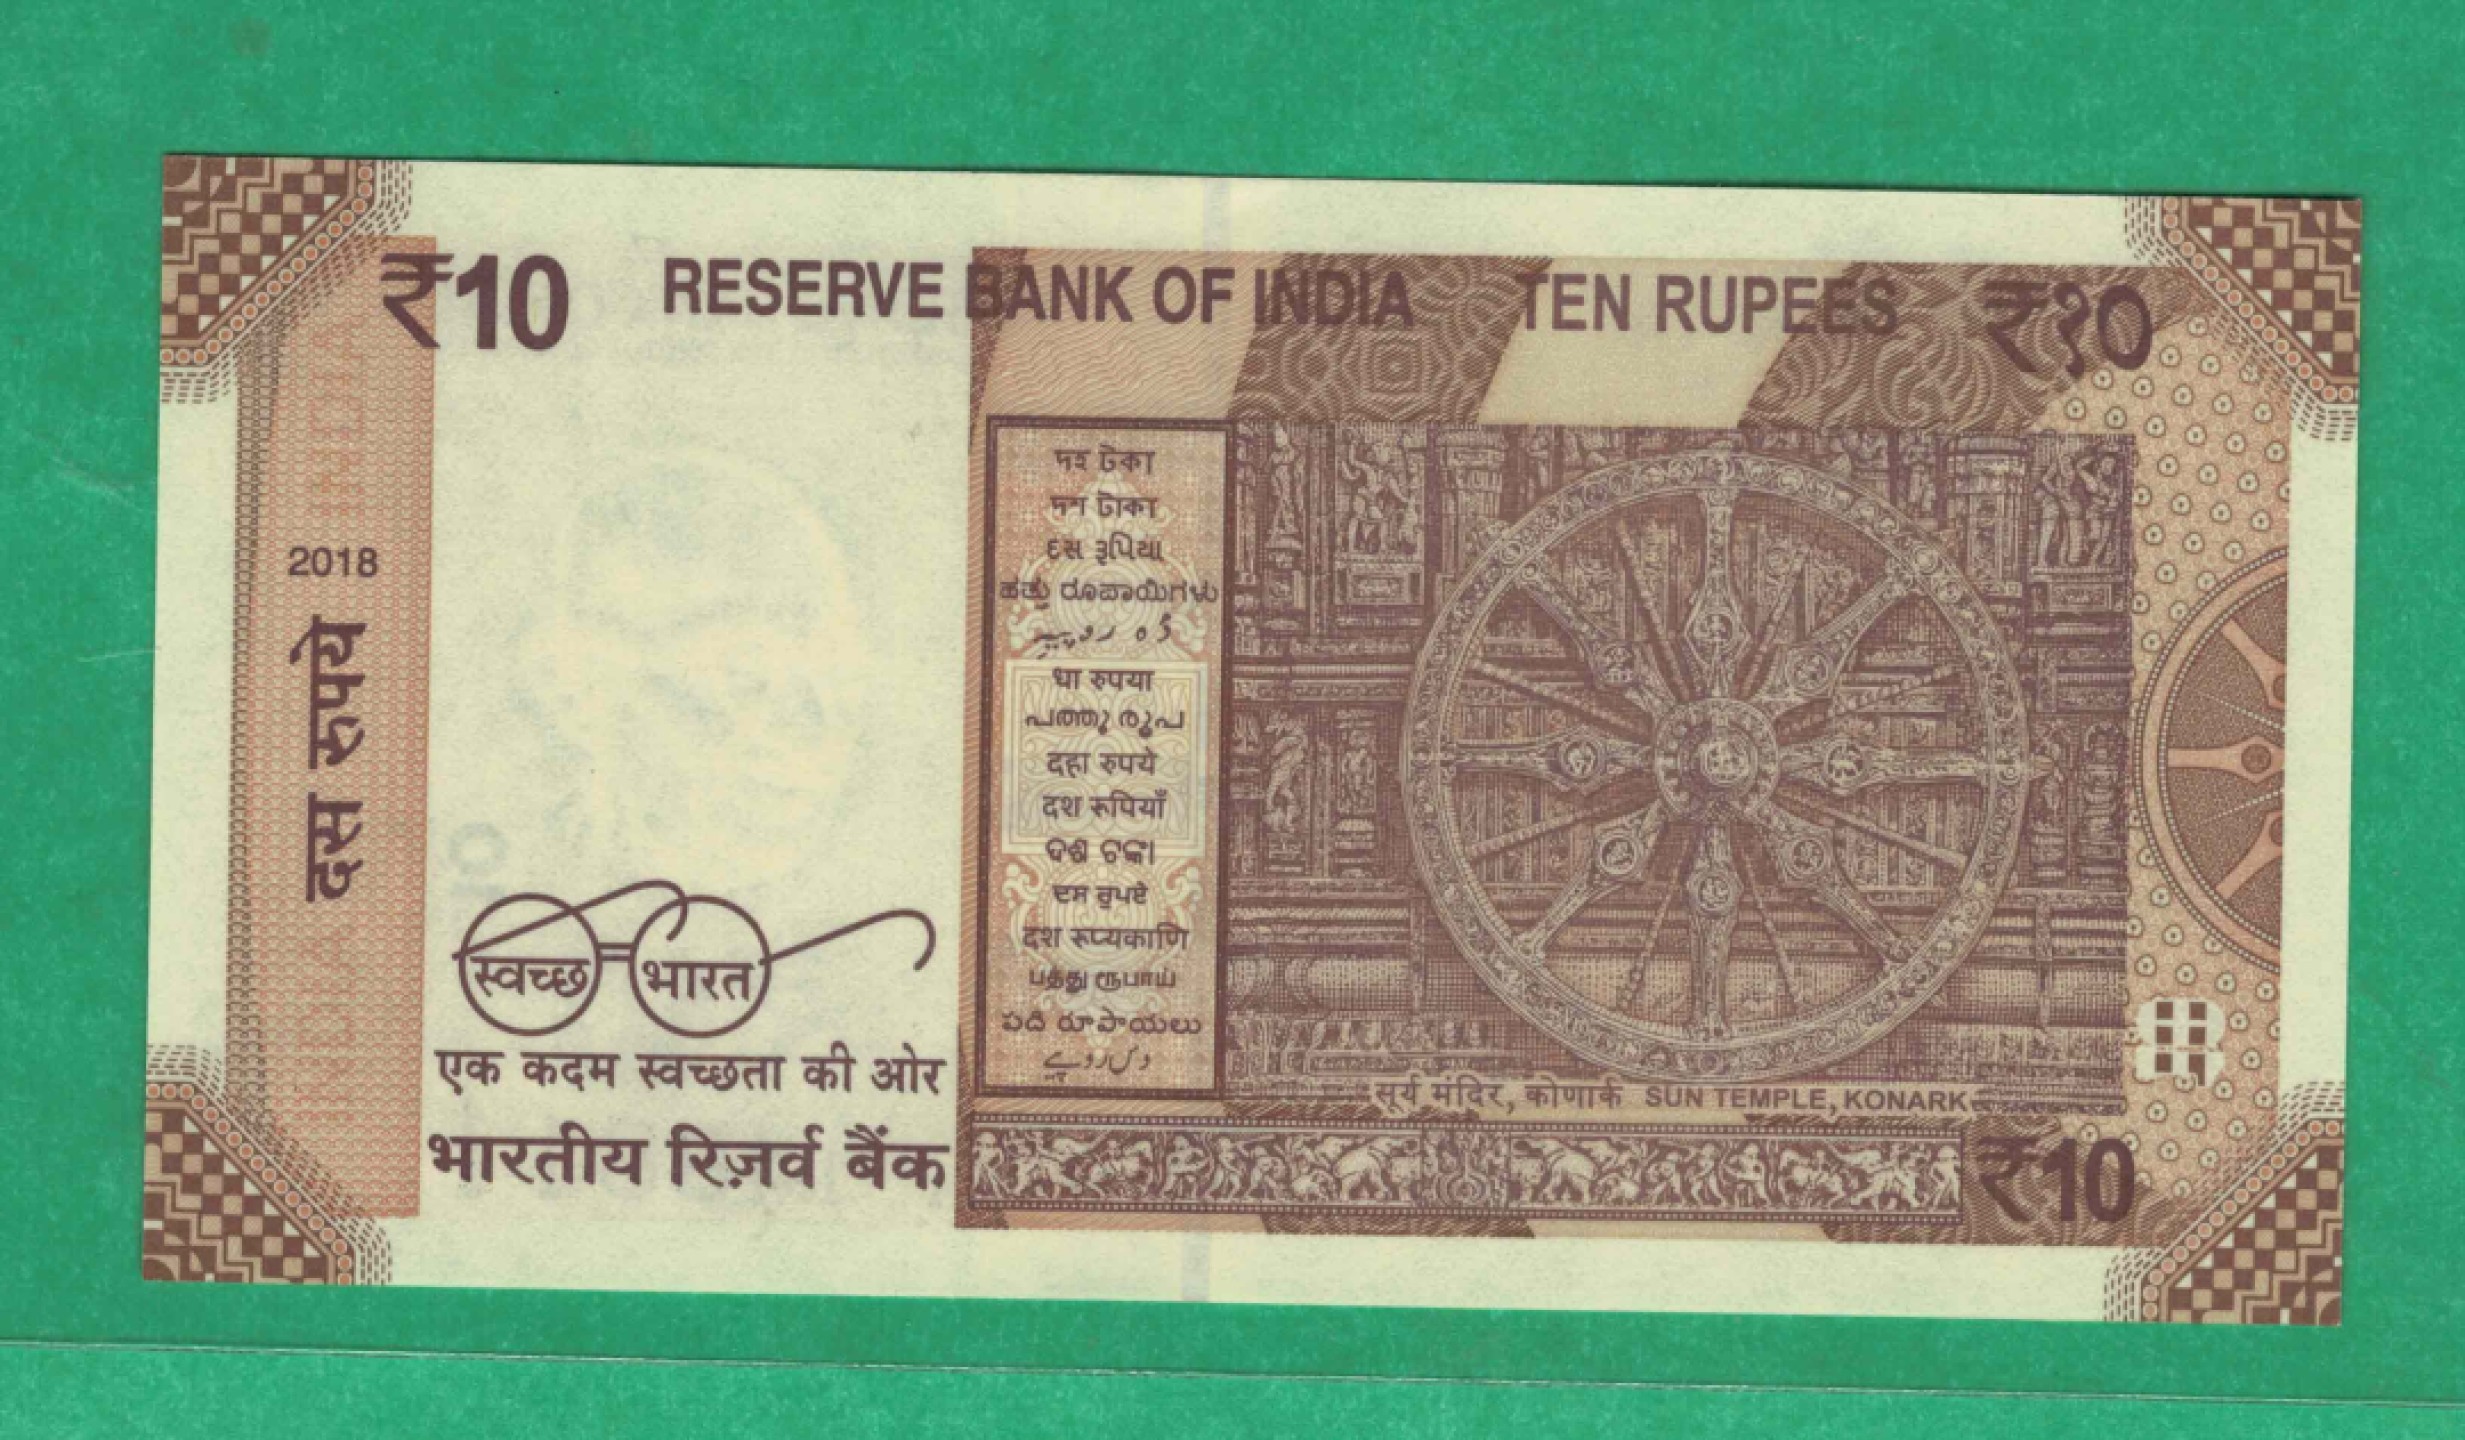 ₹10 RESERVE BANK OF INDIA TEN RUPEES ₹१०
2018
दस रुपये
দহ টকা
দশ টাকা
દસ રૂપિયા
ಹತ್ತು ರೂಪಾಯಿಗಳು
دٔہ روپیہِ
धा रुपया
പത്തു രൂപ
दहा रुपये
दश रूपियाँ
ଦଶ ଟଙ୍କା
ਦਸ ਰੁਪਏ
दश रूप्यकाणि
பத்து ரூபாய்
పది రూపాయలు
دس روپے
स्वच्छ भारत
एक कदम स्वच्छता की ओर
भारतीय रिज़र्व बैंक
सूर्य मंदिर, कोणार्क SUN TEMPLE, KONARK
₹10